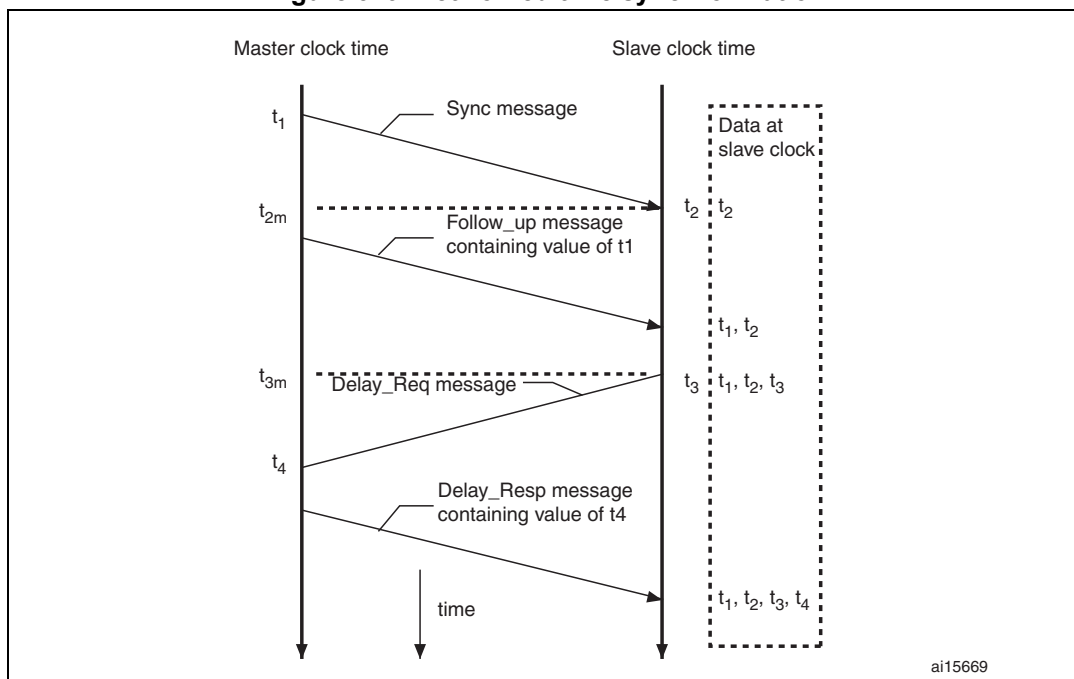 Master clock time
Slave clock time
t1
Sync message
Data at
slave clock
t2m
t2
t2
Follow_up message
containing value of t1
t1, t2
t3m
Delay_Req message
t3
t1, t2, t3
t4
Delay_Resp message
containing value of t4
t1, t2, t3, t4
time
ai15669